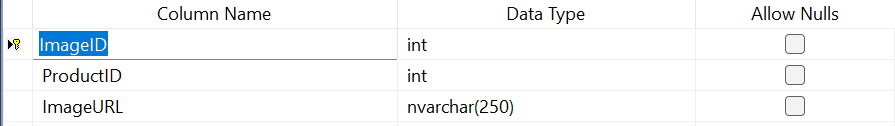 Column Name Data Type Allow Nulls
ImageID int
ProductID int
ImageURL nvarchar(250)